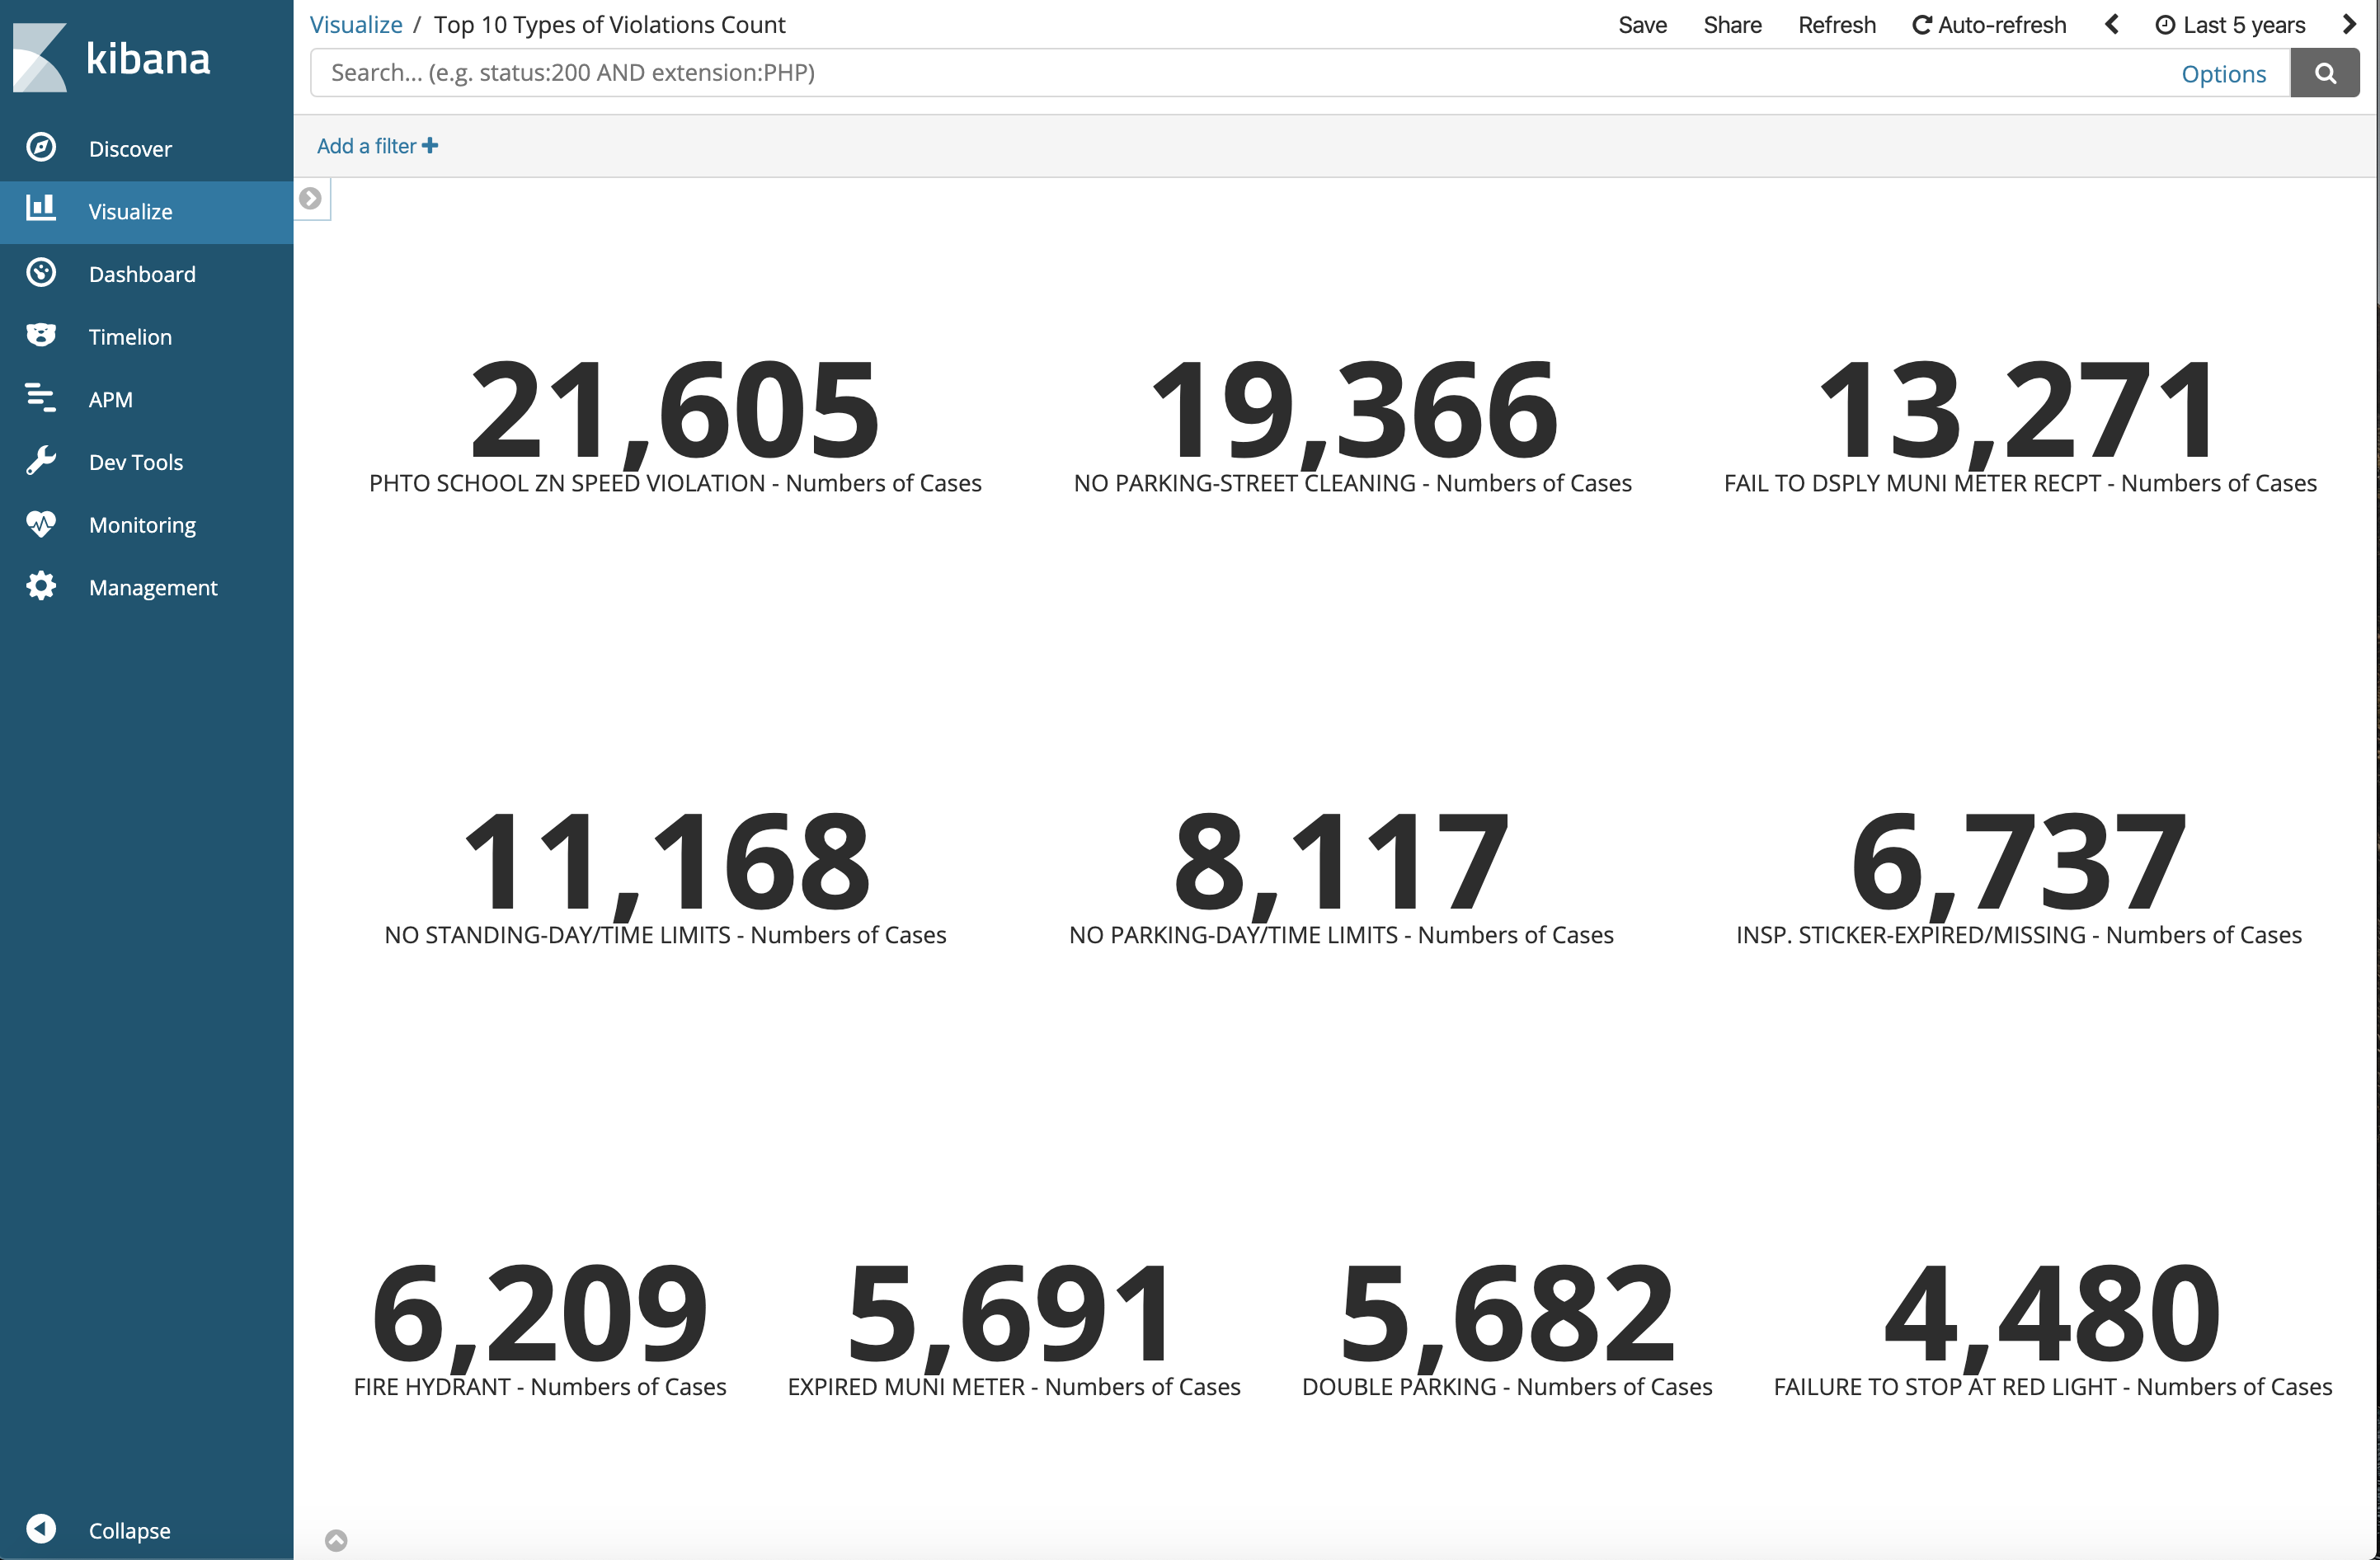 kibana
Discover
Visualize
Dashboard
Timelion
APM
Dev Tools
Monitoring
Management
Collapse
Visualize / Top 10 Types of Violations Count
Save Share Refresh Auto-refresh Last 5 years
Search... (e.g. status:200 AND extension:PHP) Options
Add a filter +
21,605 19,366 13,271
PHTO SCHOOL ZN SPEED VIOLATION - Numbers of Cases NO PARKING-STREET CLEANING - Numbers of Cases FAIL TO DSPLY MUNI METER RECPT - Numbers of Cases
11,168 8,117 6,737
NO STANDING-DAY/TIME LIMITS - Numbers of Cases NO PARKING-DAY/TIME LIMITS - Numbers of Cases INSP. STICKER-EXPIRED/MISSING - Numbers of Cases
6,209 5,691 5,682 4,480
FIRE HYDRANT - Numbers of Cases EXPIRED MUNI METER - Numbers of Cases DOUBLE PARKING - Numbers of Cases FAILURE TO STOP AT RED LIGHT - Numbers of Cases